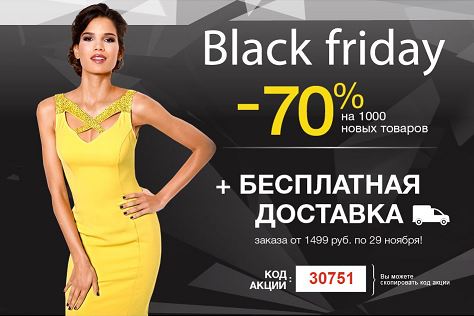 Black friday
-70%
на 1000
новых товаров
+ БЕСПЛАТНАЯ
ДОСТАВКА
заказа от 1499 руб. по 29 ноября!
КОД
АКЦИИ :
30751
Вы можете
скопировать код акции